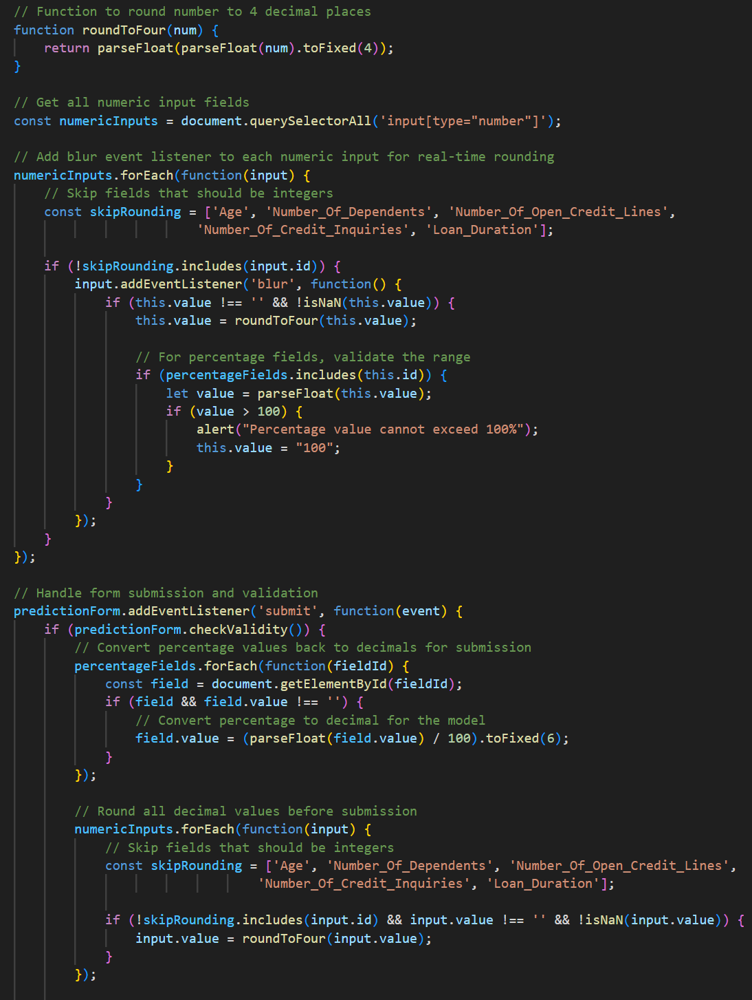 // Function to round number to 4 decimal places
function roundToFour(num) {
    return parseFloat(parseFloat(num).toFixed(4));
}

// Get all numeric input fields
const numericInputs = document.querySelectorAll('input[type="number"]');

// Add blur event listener to each numeric input for real-time rounding
numericInputs.forEach(function(input) {
    // Skip fields that should be integers
    const skipRounding = ['Age', 'Number_Of_Dependents', 'Number_Of_Open_Credit_Lines',
                        'Number_Of_Credit_Inquiries', 'Loan_Duration'];

    if (!skipRounding.includes(input.id)) {
        input.addEventListener('blur', function() {
            if (this.value !== '' && !isNaN(this.value)) {
                this.value = roundToFour(this.value);

                // For percentage fields, validate the range
                if (percentageFields.includes(this.id)) {
                    let value = parseFloat(this.value);
                    if (value > 100) {
                        alert("Percentage value cannot exceed 100%");
                        this.value = "100";
                    }
                }
            }
        });
    }
});

// Handle form submission and validation
predictionForm.addEventListener('submit', function(event) {
    if (predictionForm.checkValidity()) {
        // Convert percentage values back to decimals for submission
        percentageFields.forEach(function(fieldId) {
            const field = document.getElementById(fieldId);
            if (field && field.value !== '') {
                // Convert percentage to decimal for the model
                field.value = (parseFloat(field.value) / 100).toFixed(6);
            }
        });

        // Round all decimal values before submission
        numericInputs.forEach(function(input) {
            // Skip fields that should be integers
            const skipRounding = ['Age', 'Number_Of_Dependents', 'Number_Of_Open_Credit_Lines',
                                'Number_Of_Credit_Inquiries', 'Loan_Duration'];

            if (!skipRounding.includes(input.id) && input.value !== '' && !isNaN(input.value)) {
                input.value = roundToFour(input.value);
            }
        });